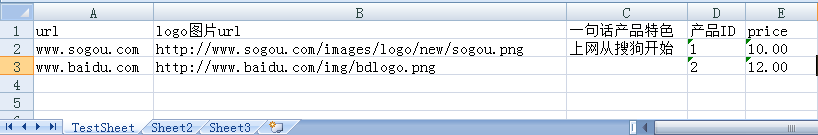 A B C D E
1 url logo图片url 一句话产品特色 产品ID price
2 www.sogou.com http://www.sogou.com/images/logo/new/sogou.png 上网从搜狗开始 1 10.00
3 www.baidu.com http://www.baidu.com/img/bdlogo.png 2 12.00
4
5
6
TestSheet Sheet2 Sheet3